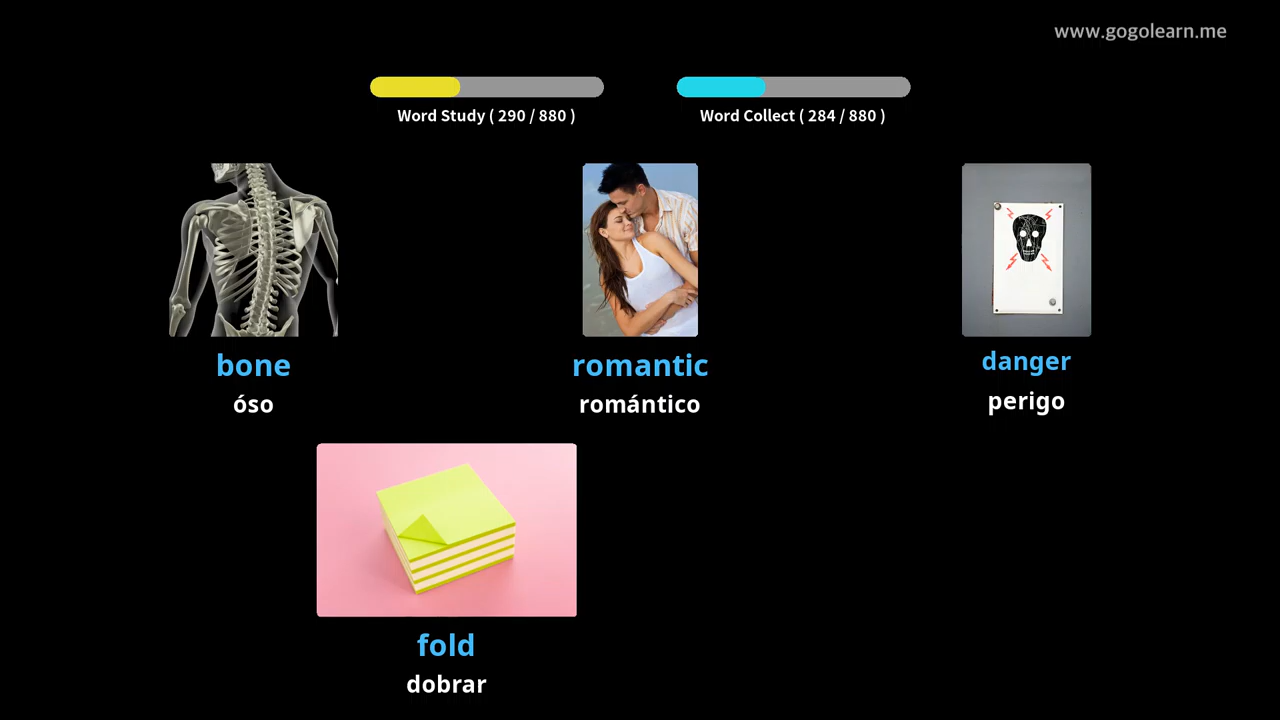 www.gogolearn.me
Word Study ( 290 / 880 )
Word Collect ( 284 / 880 )
bone
óso
romantic
romántico
danger
perigo
fold
dobrar